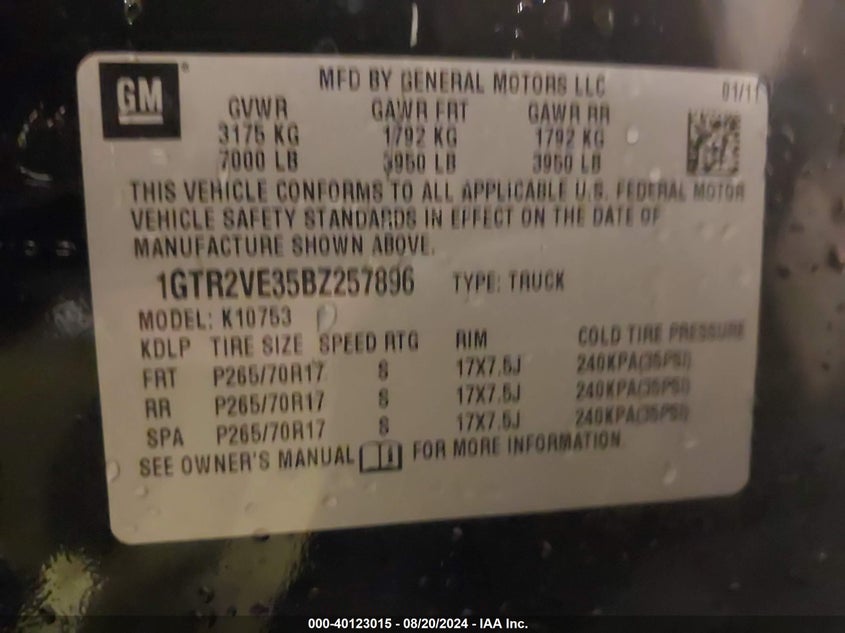 GM
MFD BY GENERAL MOTORS LLC 01/11
GVWR GAWR FRT GAWR RR
3175 KG 1792 KG 1792 KG
7000 LB 3950 LB 3950 LB
THIS VEHICLE CONFORMS TO ALL APPLICABLE U.S. FEDERAL MOTOR
VEHICLE SAFETY STANDARDS IN EFFECT ON THE DATE OF
MANUFACTURE SHOWN ABOVE.
1GTR2VE35BZ257896 TYPE: TRUCK
MODEL: K10753
KDLP TIRE SIZE SPEED RTG RIM COLD TIRE PRESSURE
FRT P265/70R17 S 17X7.5J 240KPA(35PSI)
RR P265/70R17 S 17X7.5J 240KPA(35PSI)
SPA P265/70R17 S 17X7.5J 240KPA(35PSI)
SEE OWNER'S MANUAL FOR MORE INFORMATION.
000-40123015 - 08/20/2024 - IAA Inc.